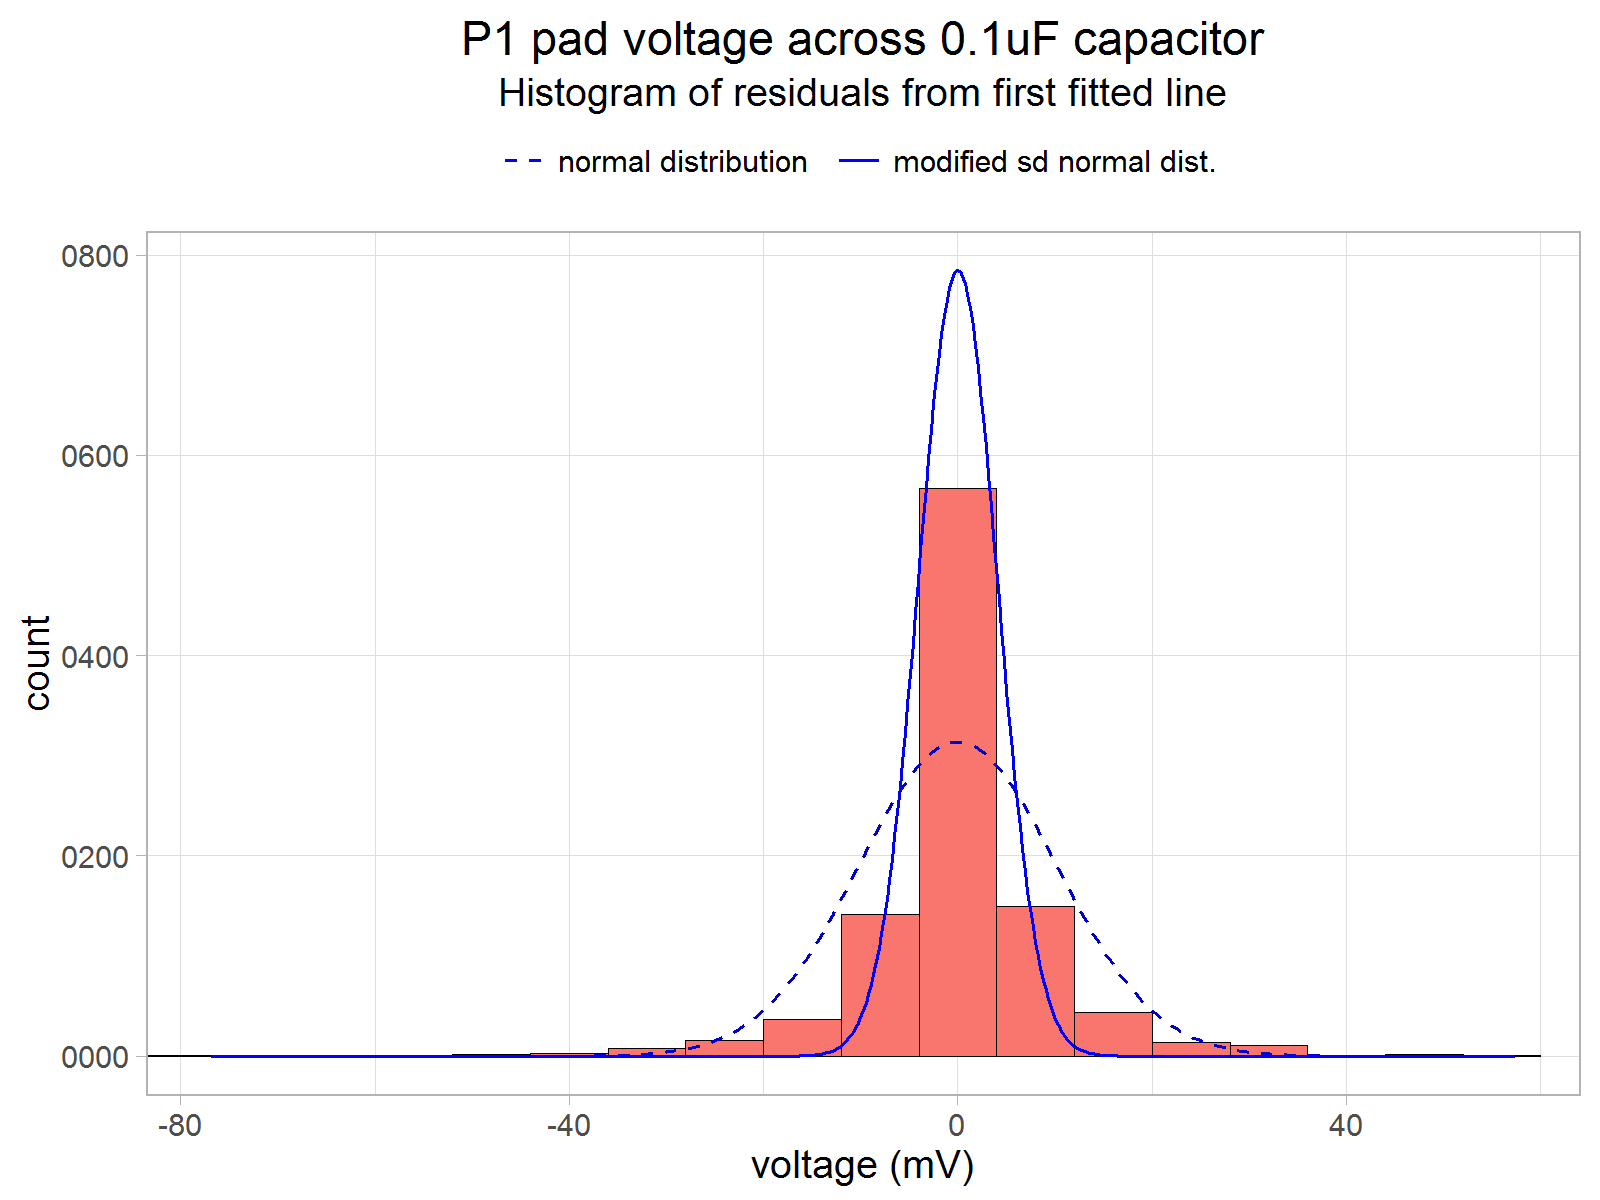 P1 pad voltage across 0.1uF capacitor
Histogram of residuals from first fitted line
normal distribution modified sd normal dist.
0800
0600
0400
0200
0000
count
-80 -40 0 40
voltage (mV)